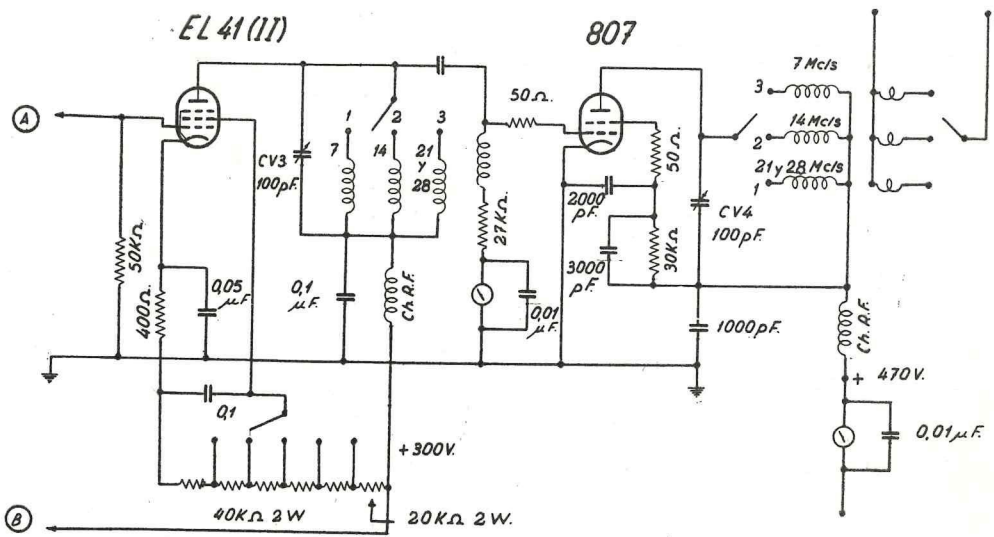 EL 41 (II)
807
A
CV3
100pF.
1
2
3
7
14
21
y
28
50Ω.
50Ω.
2000
pF.
3000
pF.
30KΩ
CV4
100pF.
3
7 Mc/s
2
14 Mc/s
21 y 28 Mc/s
1
50KΩ.
400Ω.
0,05
µF.
0,1
µF.
Ch R.F.
27KΩ
0,01
µF.
1000pF.
Ch. R.F.
+ 470V.
0,01µF.
0,1
+300V.
40KΩ 2W
20KΩ 2W.
B